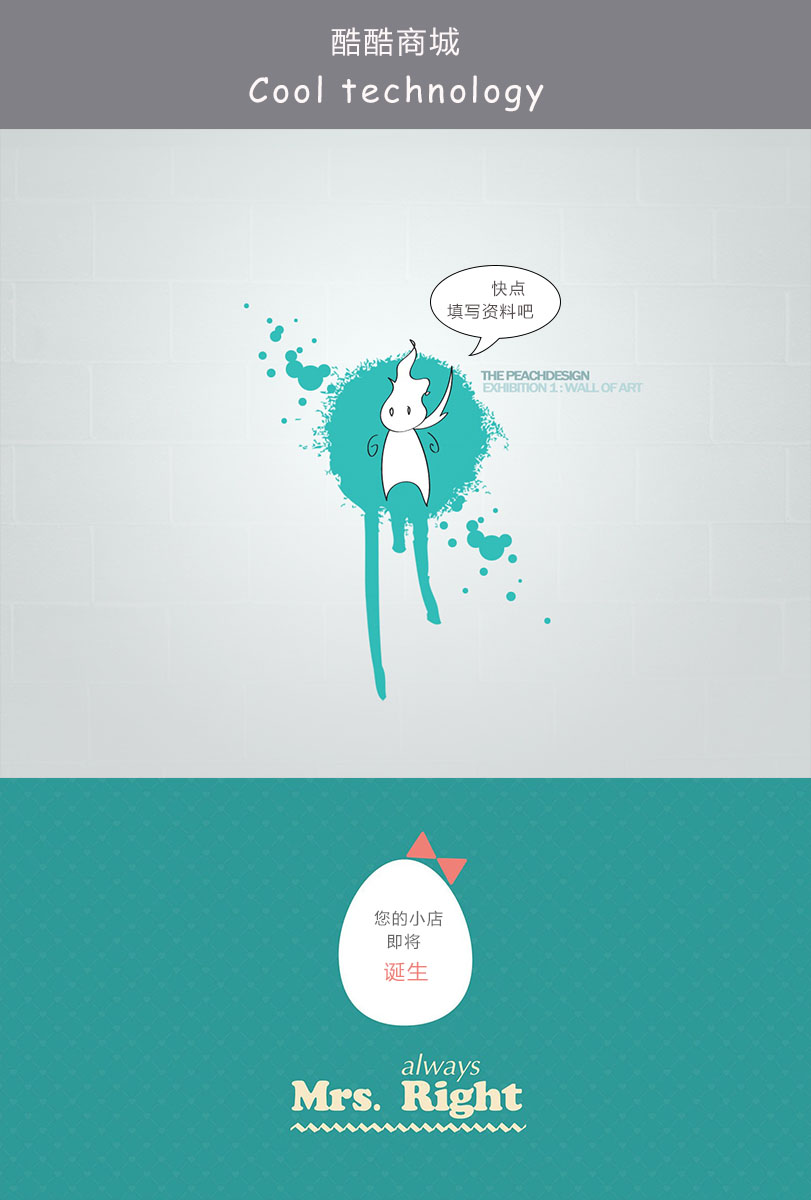 酷酷商城
Cool technology
快点
填写资料吧
THE PEACHDESIGN
EXHIBITION 1 : WALL OF ART
您的小店
即将
诞生
always
Mrs. Right